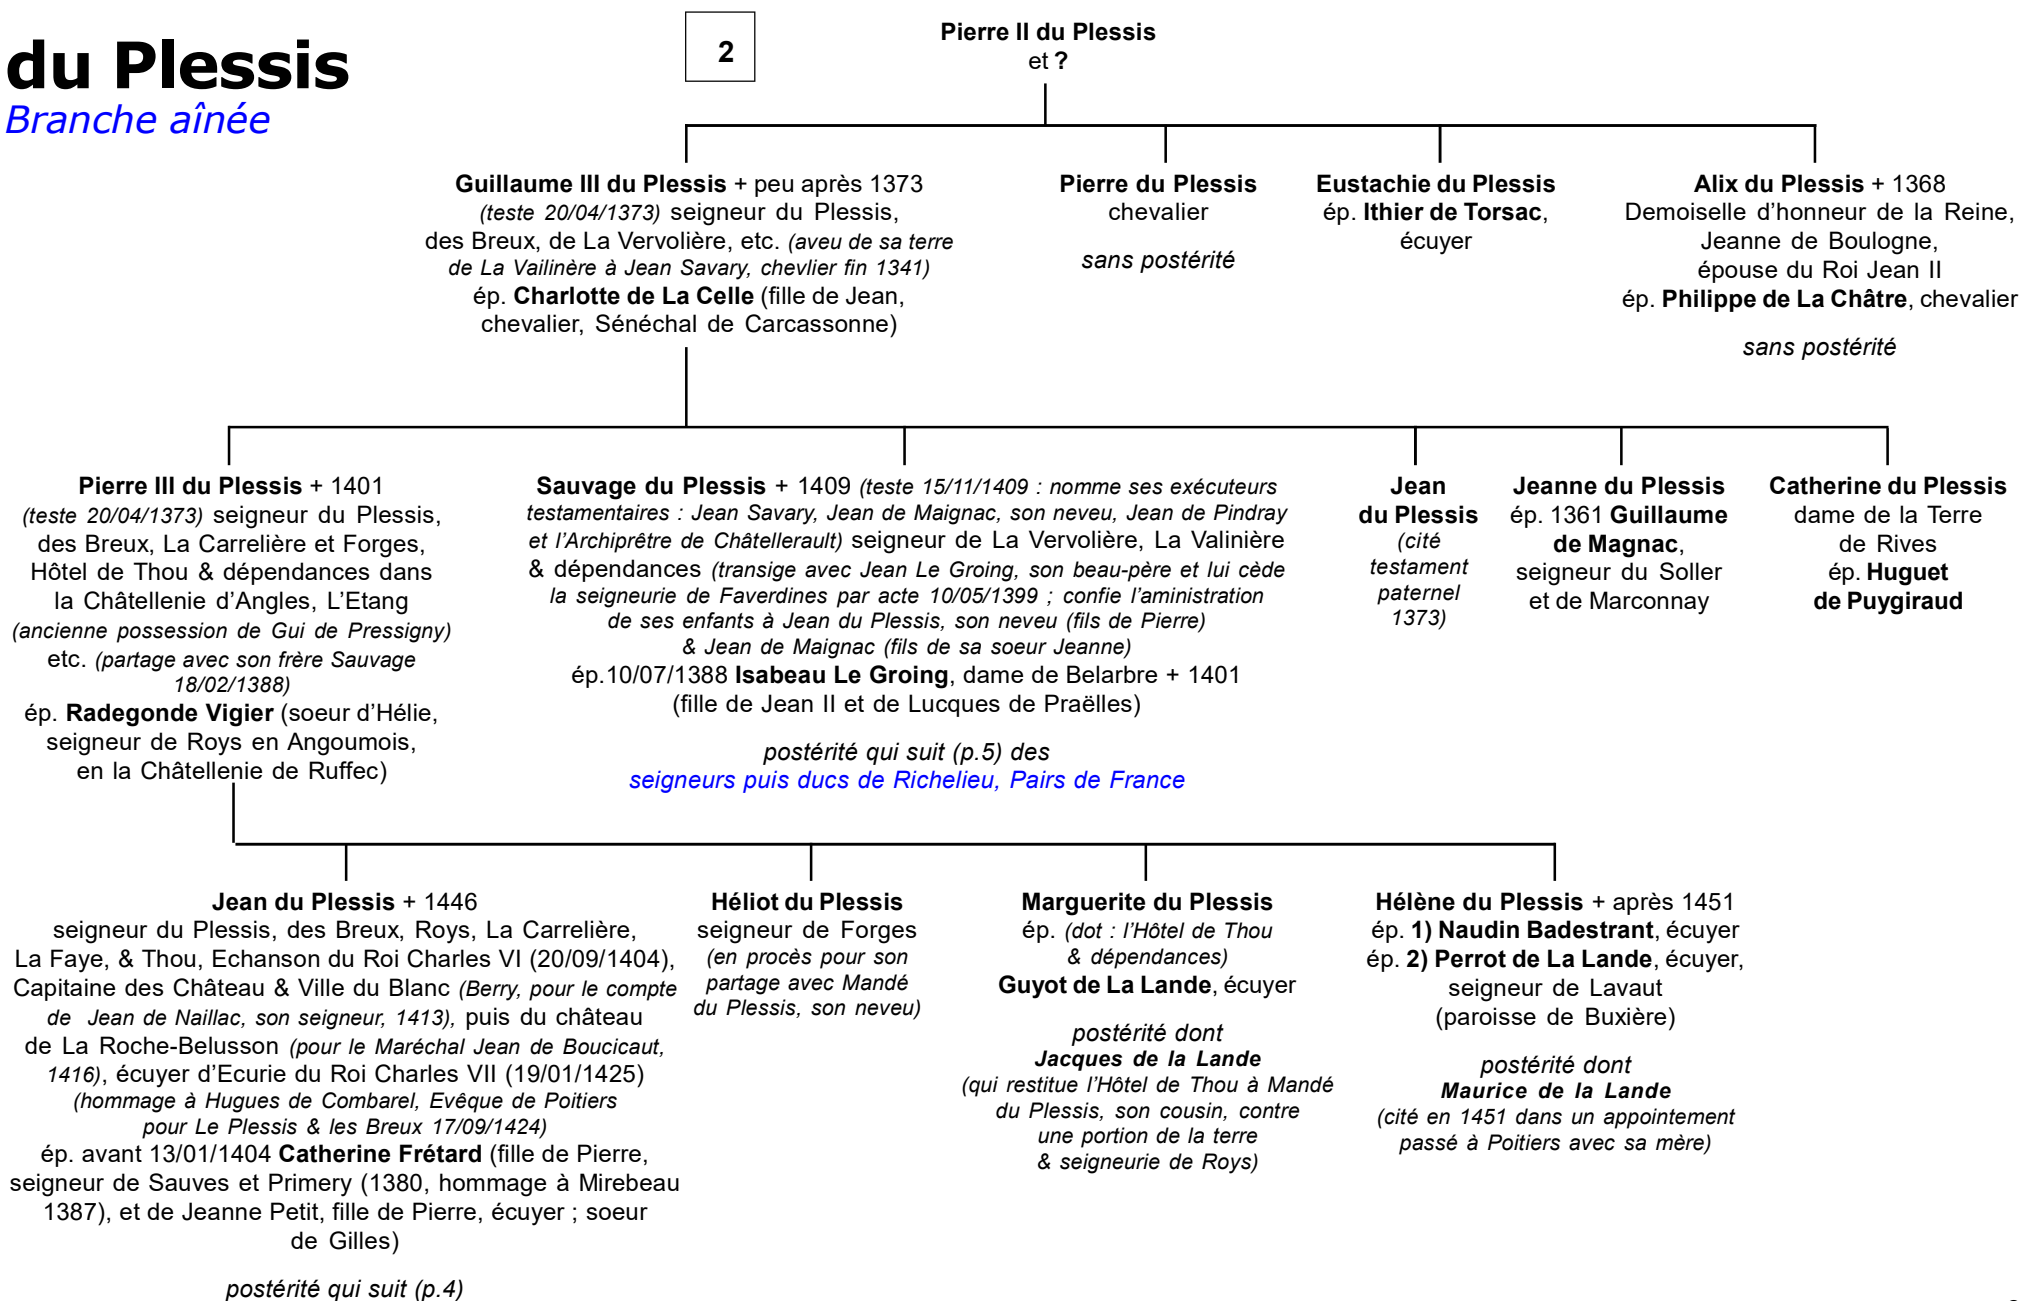 du Plessis
Branche aînée
2
Pierre II du Plessis
et ?
Guillaume III du Plessis + peu après 1373
(teste 20/04/1373) seigneur du Plessis,
des Breux, de La Vervolière, etc. (aveu de sa terre
de La Vailinère à Jean Savary, chevlier fin 1341)
ép. Charlotte de La Celle (fille de Jean,
chevalier, Sénéchal de Carcassonne)
Pierre du Plessis
chevalier
sans postérité
Eustachie du Plessis
ép. Ithier de Torsac,
écuyer
Alix du Plessis + 1368
Demoiselle d’honneur de la Reine,
Jeanne de Boulogne,
épouse du Roi Jean II
ép. Philippe de La Châtre, chevalier
sans postérité
Pierre III du Plessis + 1401
(teste 20/04/1373) seigneur du Plessis,
des Breux, La Carrelière et Forges,
Hôtel de Thou & dépendances dans
la Châtellenie d’Angles, L’Etang
(ancienne possession de Gui de Pressigny)
etc. (partage avec son frère Sauvage
18/02/1388)
ép. Radegonde Vigier (soeur d’Hélie,
seigneur de Roys en Angoumois,
en la Châtellenie de Ruffec)
Sauvage du Plessis + 1409 (teste 15/11/1409 : nomme ses exécuteurs
testamentaires : Jean Savary, Jean de Maignac, son neveu, Jean de Pindray
et l’Archiprêtre de Châtellerault) seigneur de La Vervolière, La Valinière
& dépendances (transige avec Jean Le Groing, son beau-père et lui cède
la seigneurie de Faverdines par acte 10/05/1399 ; confie l’aministration
de ses enfants à Jean du Plessis, son neveu (fils de Pierre)
& Jean de Maignac (fils de sa soeur Jeanne)
ép.10/07/1388 Isabeau Le Groing, dame de Belarbre + 1401
(fille de Jean II et de Lucques de Praëlles)
postérité qui suit (p.5) des
seigneurs puis ducs de Richelieu, Pairs de France
Jean
du Plessis
(cité
testament
paternel
1373)
Jeanne du Plessis
ép. 1361 Guillaume
de Magnac,
seigneur du Soller
et de Marconnay
Catherine du Plessis
dame de la Terre
de Rives
ép. Huguet
de Puygiraud
Jean du Plessis + 1446
seigneur du Plessis, des Breux, Roys, La Carrelière,
La Faye, & Thou, Echanson du Roi Charles VI (20/09/1404),
Capitaine des Château & Ville du Blanc (Berry, pour le compte
de Jean de Naillac, son seigneur, 1413), puis du château
de La Roche-Belusson (pour le Maréchal Jean de Boucicaut,
1416), écuyer d’Ecurie du Roi Charles VII (19/01/1425)
(hommage à Hugues de Combarel, Evêque de Poitiers
pour Le Plessis & les Breux 17/09/1424)
ép. avant 13/01/1404 Catherine Frétard (fille de Pierre,
seigneur de Sauves et Primery (1380, hommage à Mirebeau
1387), et de Jeanne Petit, fille de Pierre, écuyer ; soeur
de Gilles)
postérité qui suit (p.4)
Héliot du Plessis
seigneur de Forges
(en procès pour son
partage avec Mandé
du Plessis, son neveu)
Marguerite du Plessis
ép. (dot : l’Hôtel de Thou
& dépendances)
Guyot de La Lande, écuyer
postérité dont
Jacques de la Lande
(qui restitue l’Hôtel de Thou à Mandé
du Plessis, son cousin, contre
une portion de la terre
& seigneurie de Roys)
Hélène du Plessis + après 1451
ép. 1) Naudin Badestrant, écuyer
ép. 2) Perrot de La Lande, écuyer,
seigneur de Lavaut
(paroisse de Buxière)
postérité dont
Maurice de la Lande
(cité en 1451 dans un appointement
passé à Poitiers avec sa mère)